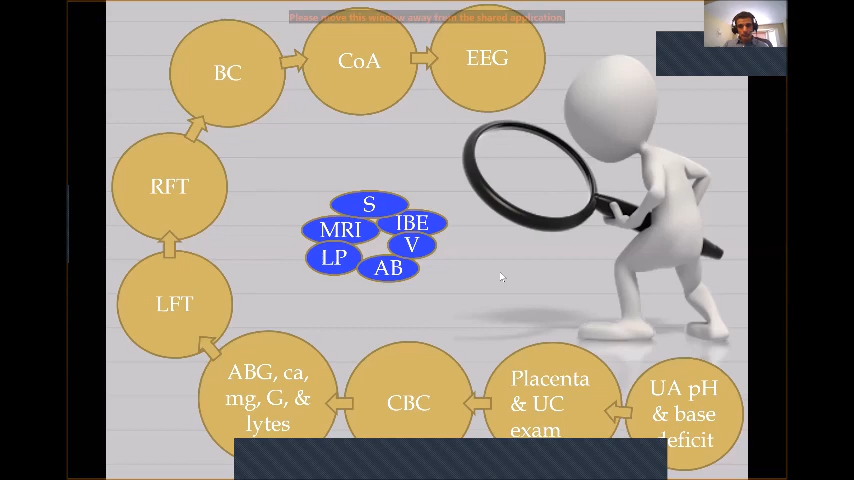 Please move this window away from the shared application.
BC
CoA
EEG
RFT
S
MRI
IBE
V
LP
AB
LFT
ABG, ca,
mg, G, &
lytes
CBC
Placenta
& UC
exam
UA pH
& base
deficit